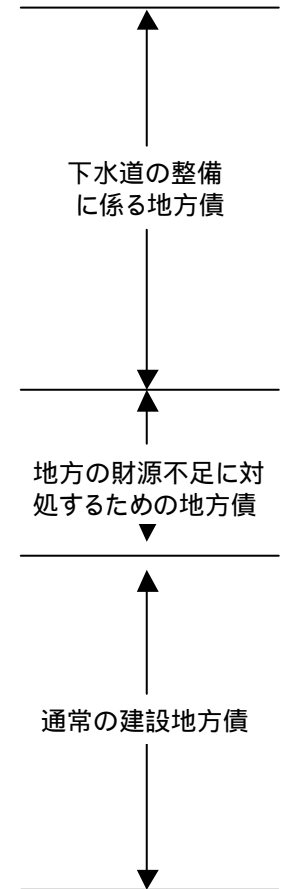 下水道の整備
に係る地方債
地方の財源不足に対
処するための地方債
通常の建設地方債